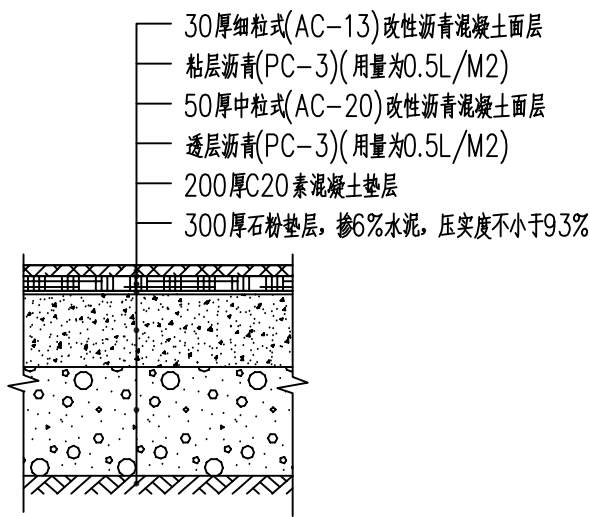 30厚细粒式(AC-13)改性沥青混凝土面层
粘层沥青(PC-3)(用量为0.5L/M2)
50厚中粒式(AC-20)改性沥青混凝土面层
透层沥青(PC-3)(用量为0.5L/M2)
200厚C20素混凝土垫层
300厚石粉垫层，掺6%水泥，压实度不小于93%